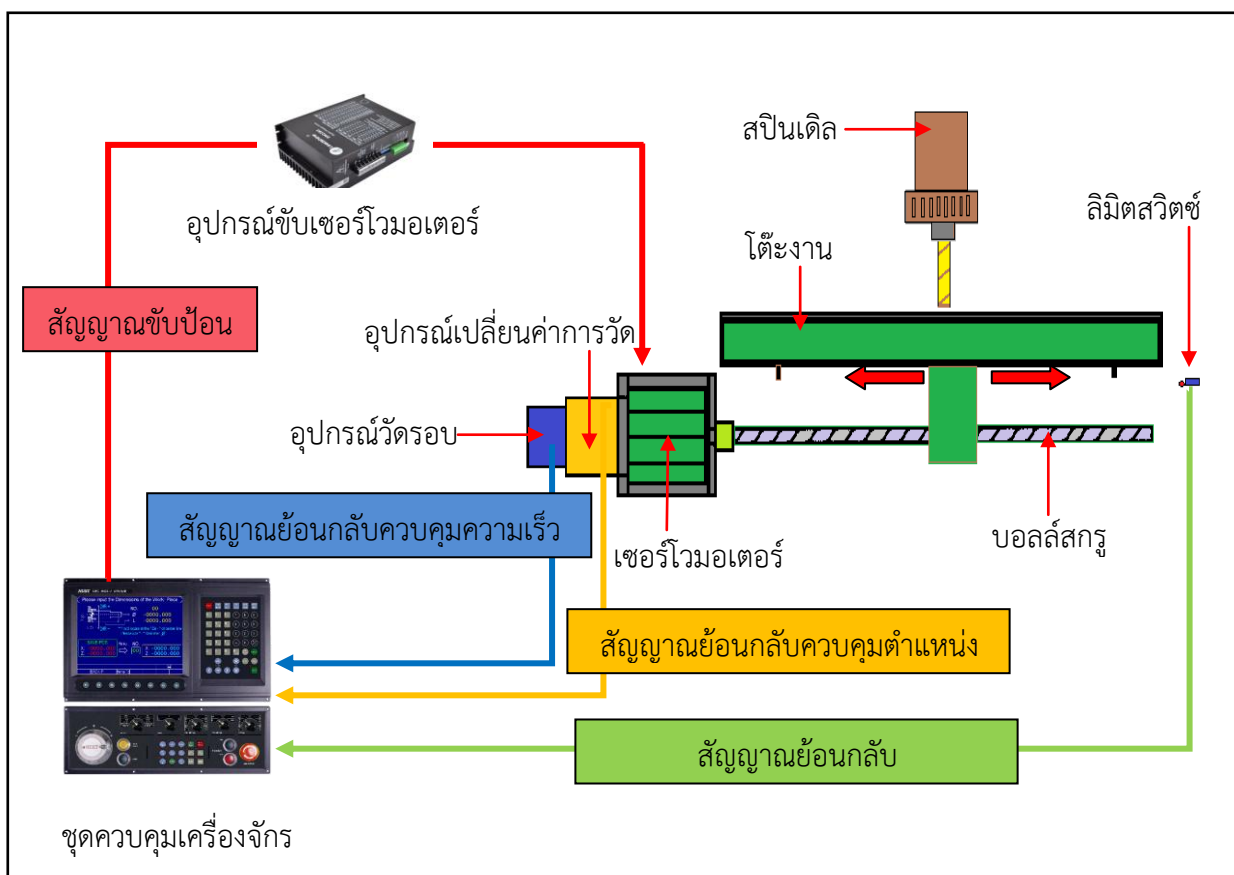 สปินเดิล
ลิมิตสวิตซ์
อุปกรณ์ขับเซอร์โวมอเตอร์
โต๊ะงาน
สัญญาณขับป้อน
อุปกรณ์เปลี่ยนค่าการวัด
อุปกรณ์วัดรอบ
สัญญาณย้อนกลับควบคุมความเร็ว
เซอร์โวมอเตอร์
บอลล์สกรู
สัญญาณย้อนกลับควบคุมตำแหน่ง
สัญญาณย้อนกลับ
ชุดควบคุมเครื่องจักร